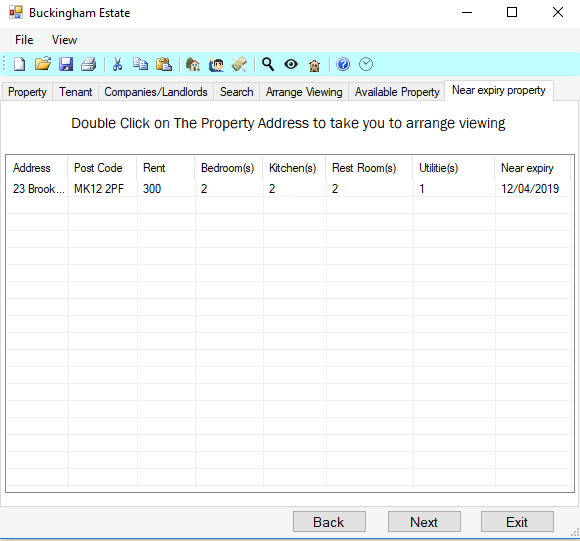 Buckingham Estate
File View
Property Tenant Companies/Landlords Search Arrange Viewing Available Property Near expiry property
Double Click on The Property Address to take you to arrange viewing
Address Post Code Rent Bedroom(s) Kitchen(s) Rest Room(s) Utilitie(s) Near expiry
23 Brook... MK12 2PF 300 2 2 2 1 12/04/2019
Back Next Exit